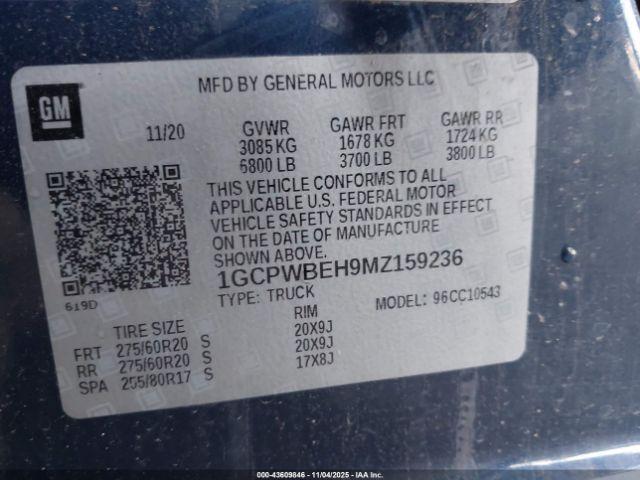 GM
MFD BY GENERAL MOTORS LLC
11/20 GVWR GAWR FRT GAWR RR
3085 KG 1678 KG 1724 KG
6800 LB 3700 LB 3800 LB
THIS VEHICLE CONFORMS TO ALL
APPLICABLE U.S. FEDERAL MOTOR
VEHICLE SAFETY STANDARDS IN EFFECT
ON THE DATE OF MANUFACTURE
SHOWN ABOVE.
1GCPWBEH9MZ159236
619D
TYPE: TRUCK MODEL: 96CC10543
TIRE SIZE RIM
FRT 275/60R20 S 20X9J
RR 275/60R20 S 20X9J
SPA 255/80R17 S 17X8J
000-43609846 - 11/04/2025 - IAA Inc.